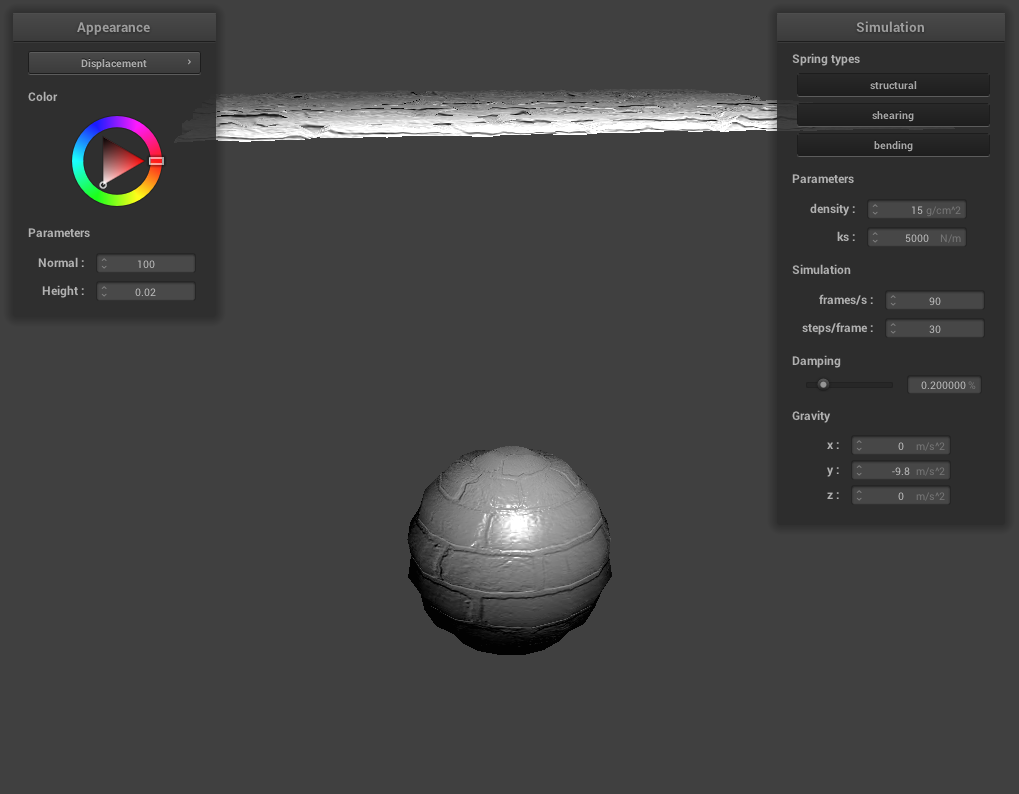 Appearance
Displacement
Color
Parameters
Normal : 100
Height : 0.02
Simulation
Spring types
structural
shearing
bending
Parameters
density : 15 g/cm^2
ks : 5000 N/m
Simulation
frames/s : 90
steps/frame : 30
Damping
0.200000 %
Gravity
x : 0 m/s^2
y : -9.8 m/s^2
z : 0 m/s^2